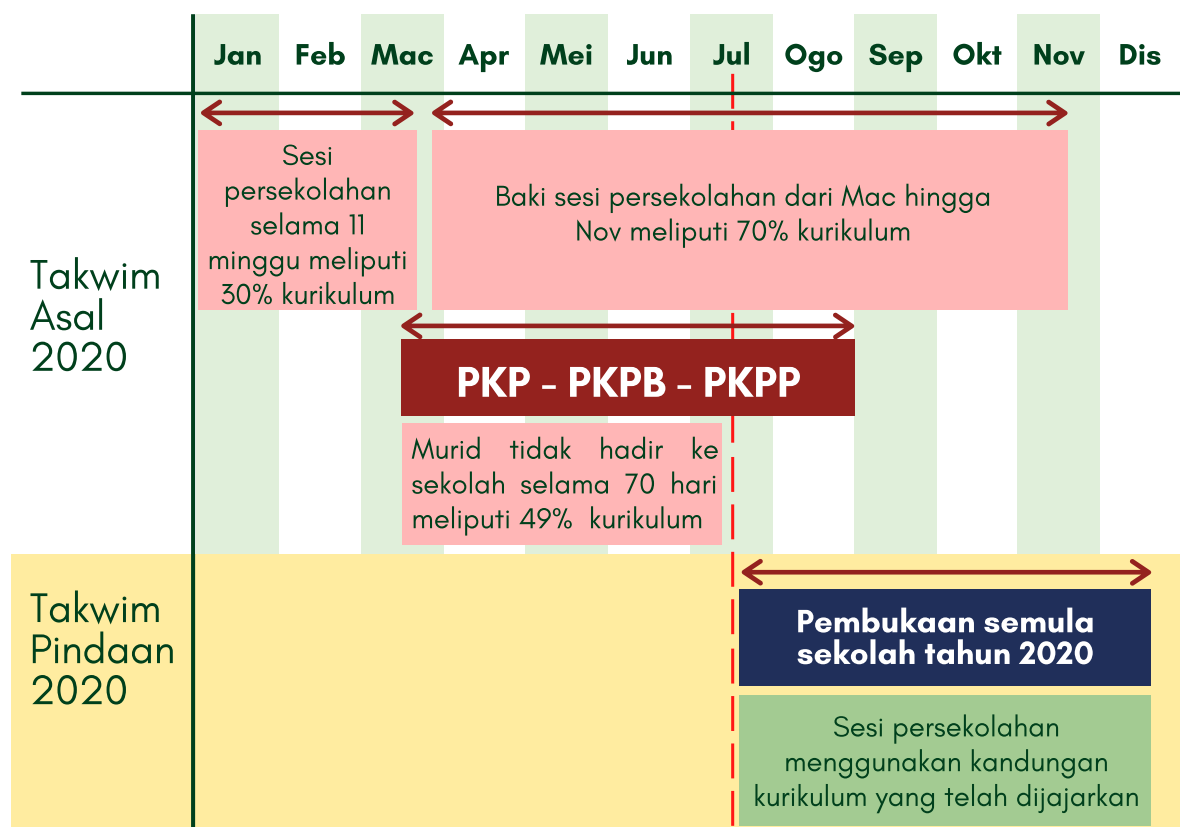 Jan Feb Mac Apr Mei Jun Jul Ogo Sep Okt Nov Dis
Takwim
Asal
2020
Sesi
persekolahan
selama 11
minggu meliputi
30% kurikulum
Baki sesi persekolahan dari Mac hingga
Nov meliputi 70% kurikulum
PKP - PKPB - PKPP
Murid tidak hadir ke
sekolah selama 70 hari
meliputi 49% kurikulum
Takwim
Pindaan
2020
Pembukaan semula
sekolah tahun 2020
Sesi persekolahan
menggunakan kandungan
kurikulum yang telah dijajarkan